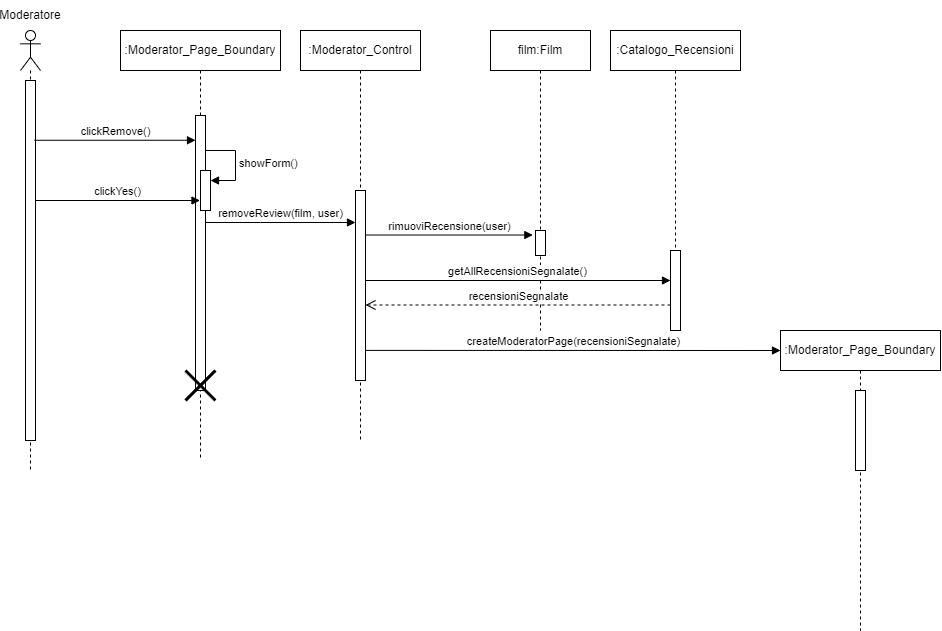 Moderatore
:Moderator_Page_Boundary
:Moderator_Control
film:Film
:Catalogo_Recensioni
clickRemove()
showForm()
clickYes()
removeReview(film, user)
rimuoviRecensione(user)
getAllRecensioniSegnalate()
recensioniSegnalate
createModeratorPage(recensioniSegnalate)
:Moderator_Page_Boundary